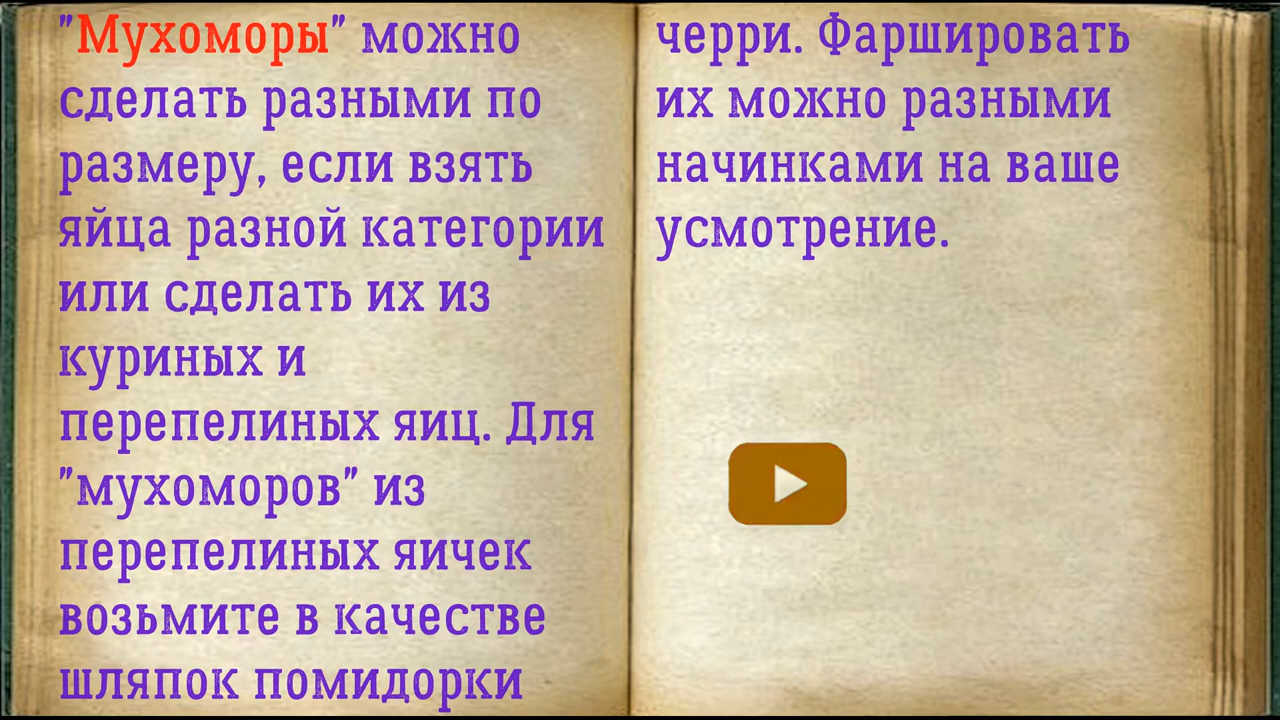 "Мухоморы" можно
сделать разными по
размеру, если взять
яйца разной категории
или сделать их из
куриных и
перепелиных яиц. Для
"мухоморов" из
перепелиных яичек
возьмите в качестве
шляпок помидорки
черри. Фаршировать
их можно разными
начинками на ваше
усмотрение.